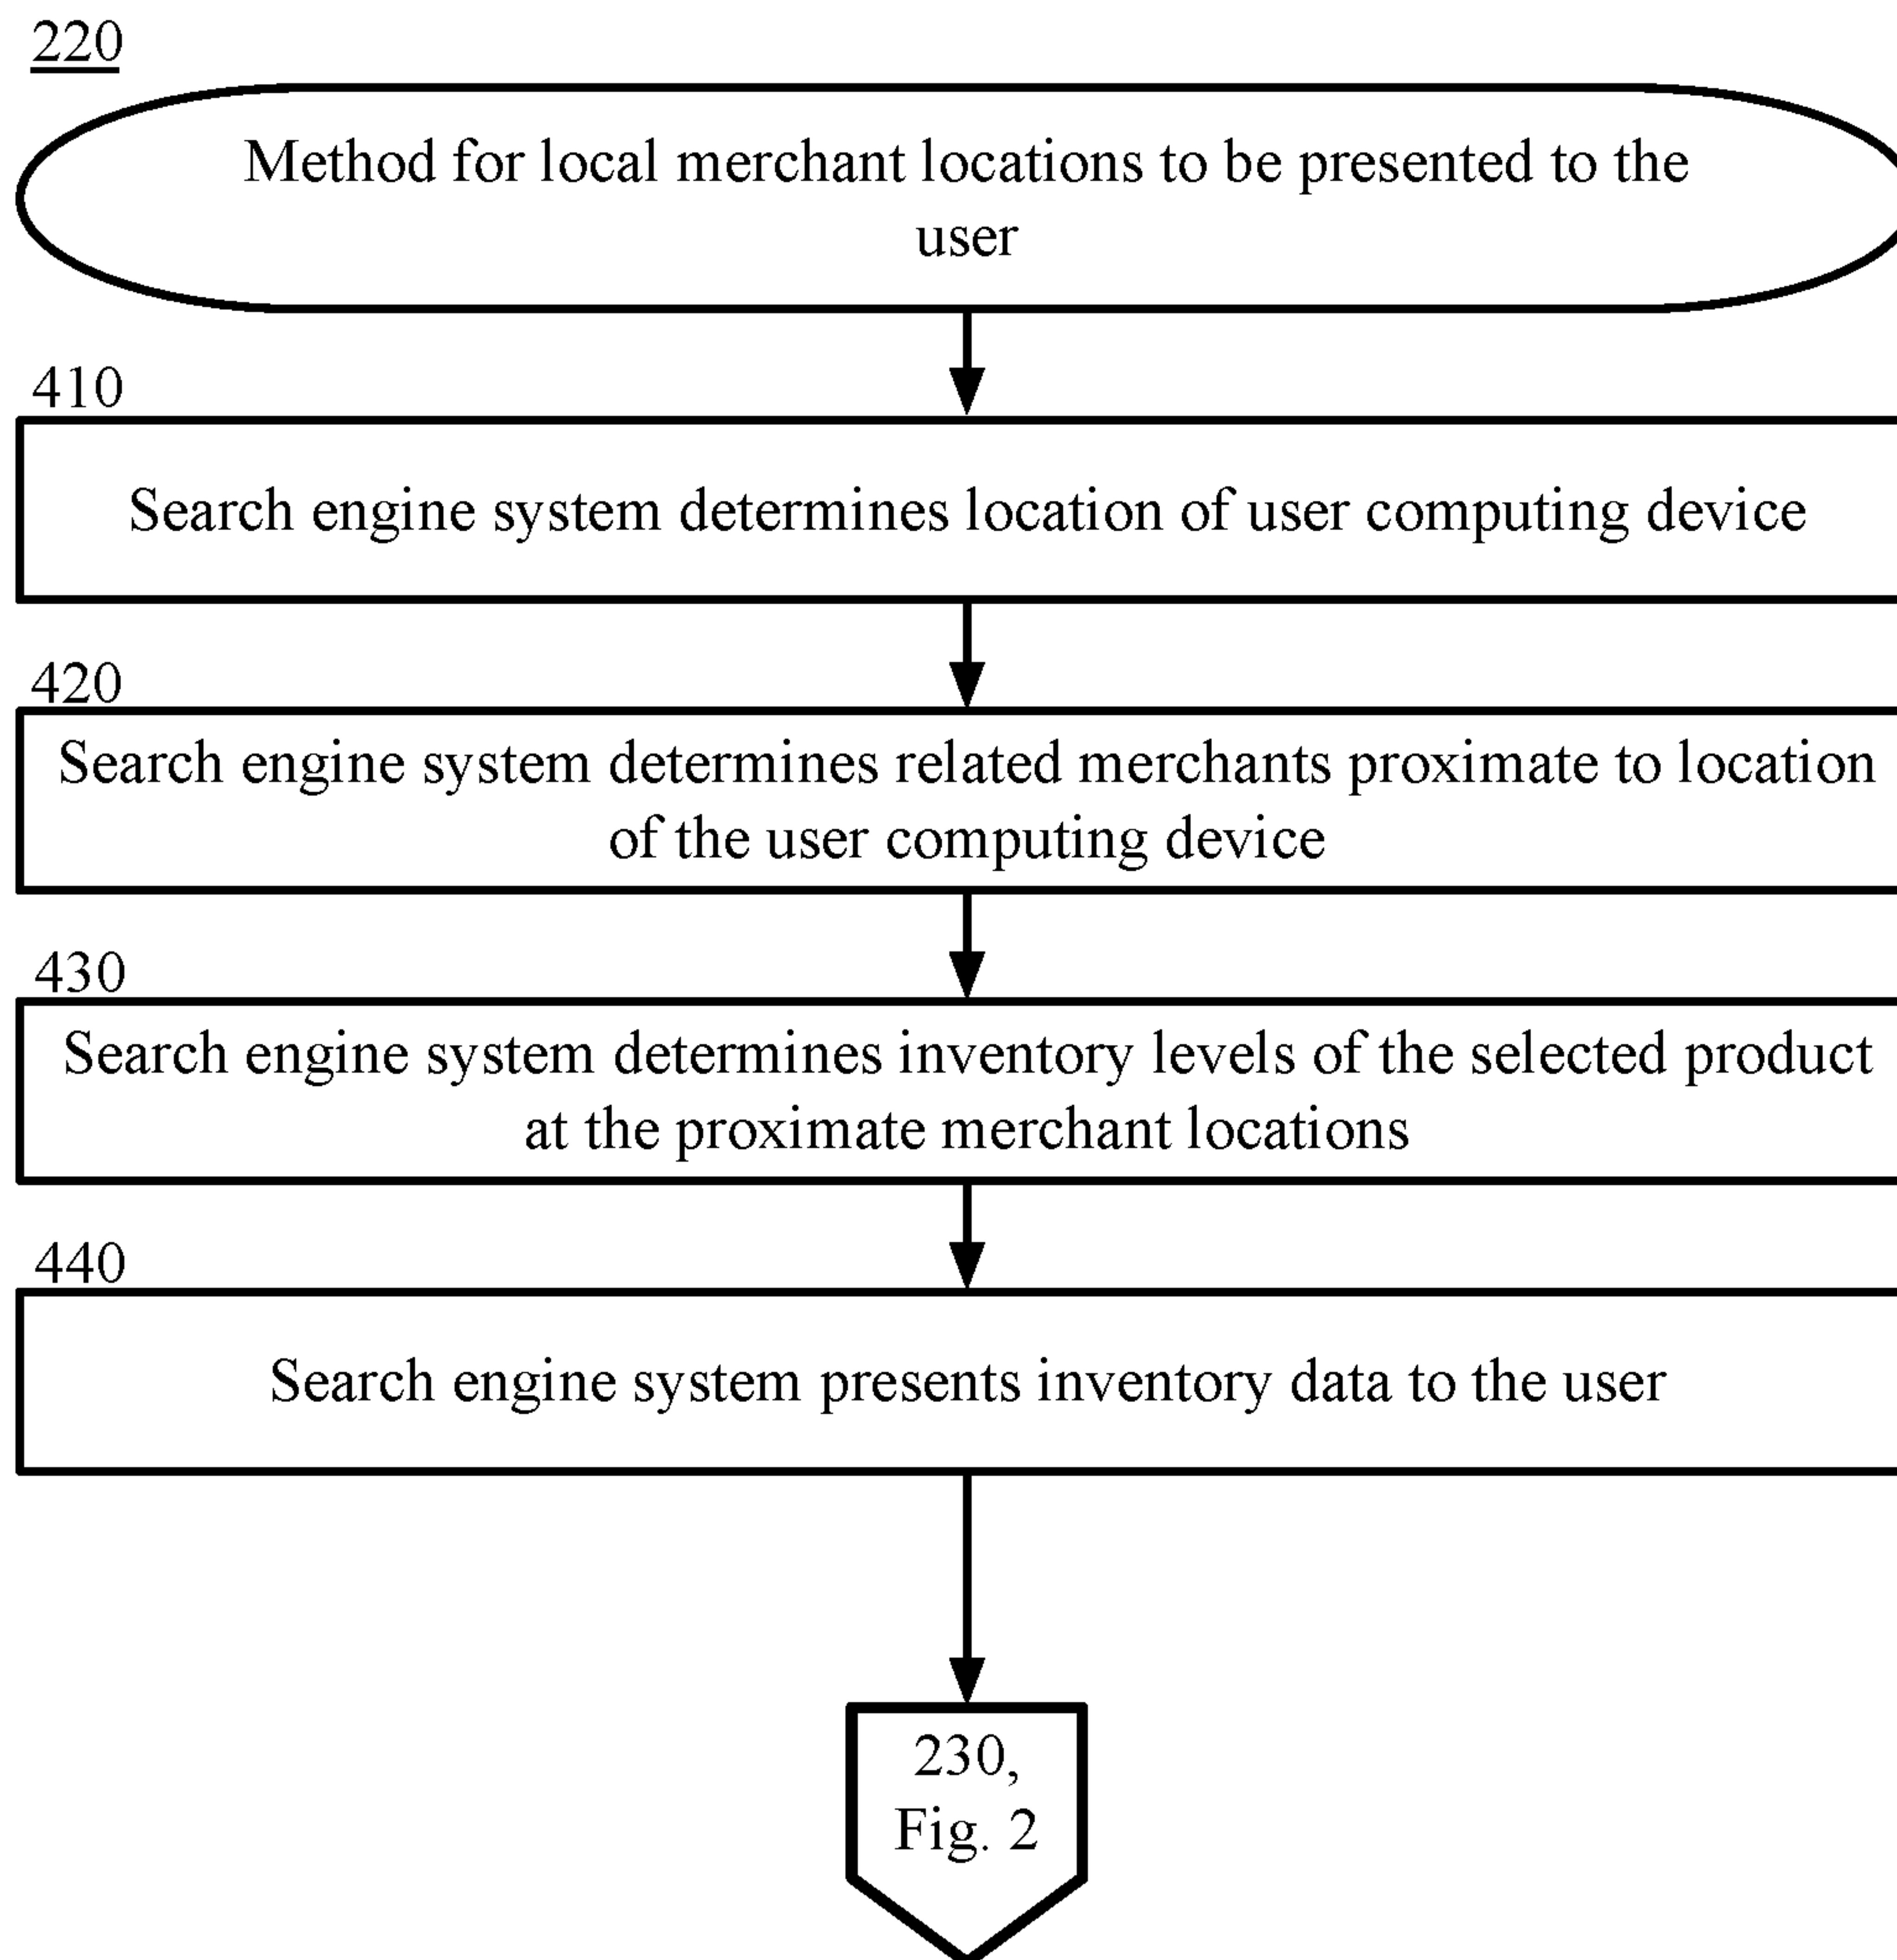 220
Method for local merchant locations to be presented to the
user
410
Search engine system determines location of user computing device
420
Search engine system determines related merchants proximate to location
of the user computing device
430
Search engine system determines inventory levels of the selected product
at the proximate merchant locations
440
Search engine system presents inventory data to the user
230,
Fig. 2